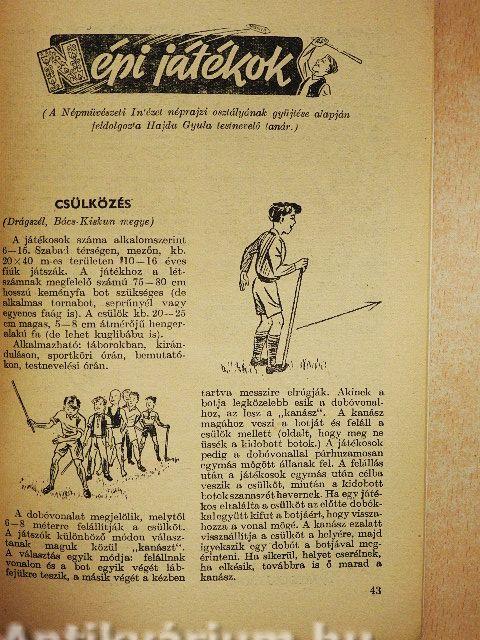 épi játékok
(A Népművészeti Intézet néprajzi osztályának gyűjtése alapján
feldolgozta Hajdu Gyula testnevelő tanár.)
CSÜLKÖZÉS
(Drágszél, Bács-Kiskun megye)
A játékosok száma alkalomszerint
6—16. Szabad térségen, mezőn, kb.
20×40 m-es területen 10—16 éves
fiúk játszák. A játékhoz a lét-
számnak megfelelő számú 75—80 cm
hosszú keményfa bot szükséges (de
alkalmas tornabot, seprűnyél vagy
egyenes faág is). A csülök kb. 20—25
cm magas, 5—8 cm átmérőjű henger-
alakú fa (de lehet kuglibábu is).
Alkalmazható: táborokban, kirán-
duláson, sportköri órán, bemutató-
kon, testnevelési órán.
A dobóvonalat megjelölik, melytől
6—8 méterre felállítják a csülköt.
A játszók különböző módon válasz-
tanak maguk közül „kanászt".
A választás egyik módja: felállnak
vonalon és a bot egyik végét láb-
fejükre teszik, a másik végét a kézben
tartva messzire elrúgják. Akinek a
botja legközelebb esik a dobóvonal-
hoz, az lesz a „kanász". A kanász
magához veszi a botját és feláll a
csülök mellett (oldalt, hogy meg ne
üssék a kidobott botok.) A játékosok
pedig a dobóvonallal párhuzamosan
egymás mögött állanak fel. A felállás
után a játékosok egymás után célba
veszik a csülköt, miután a kidobott
botok szanaszét hevernek. Ha egy játé-
kos eltalálta a csülköt az előtte dobók-
kal együtt kifut a botjáért, hogy vissza-
hozza a vonal mögé. A kanász ezalatt
visszaállítja a csülköt a helyére, majd
igyekszik egy dobót a botjával meg-
érinteni. Ha sikerül, helyet cserélnek,
ha elkésik, továbbra is ő marad a
kanász.
43
Antikvárium.hu